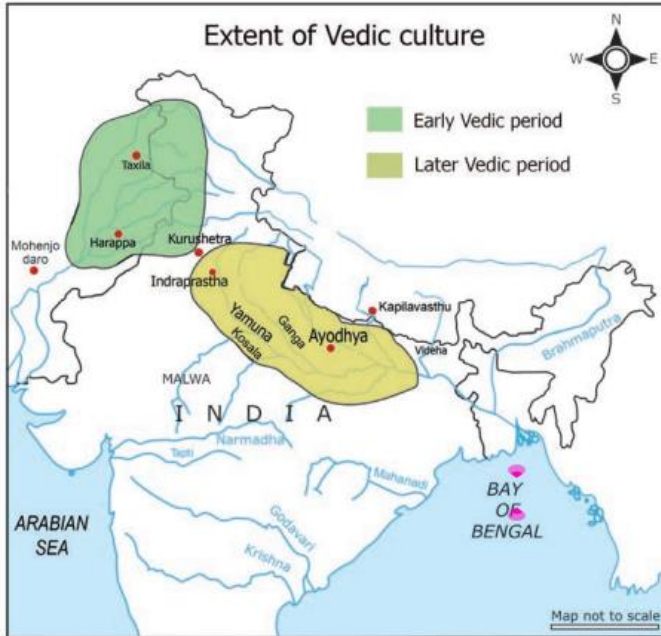 Extent of Vedic culture
N
W E
S
Early Vedic period
Later Vedic period
Taxila
Harappa
Mohenjo
daro
Kurushetra
Indraprastha
Kapilavasthu
Yamuna
Ganga
Kosala
Ayodhya
Videha
Brahmaputra
MALWA
INDIA
Narmadha
Tapti
Mahanadi
Godavari
Krishna
ARABIAN
SEA
BAY
OF
BENGAL
Map not to scale